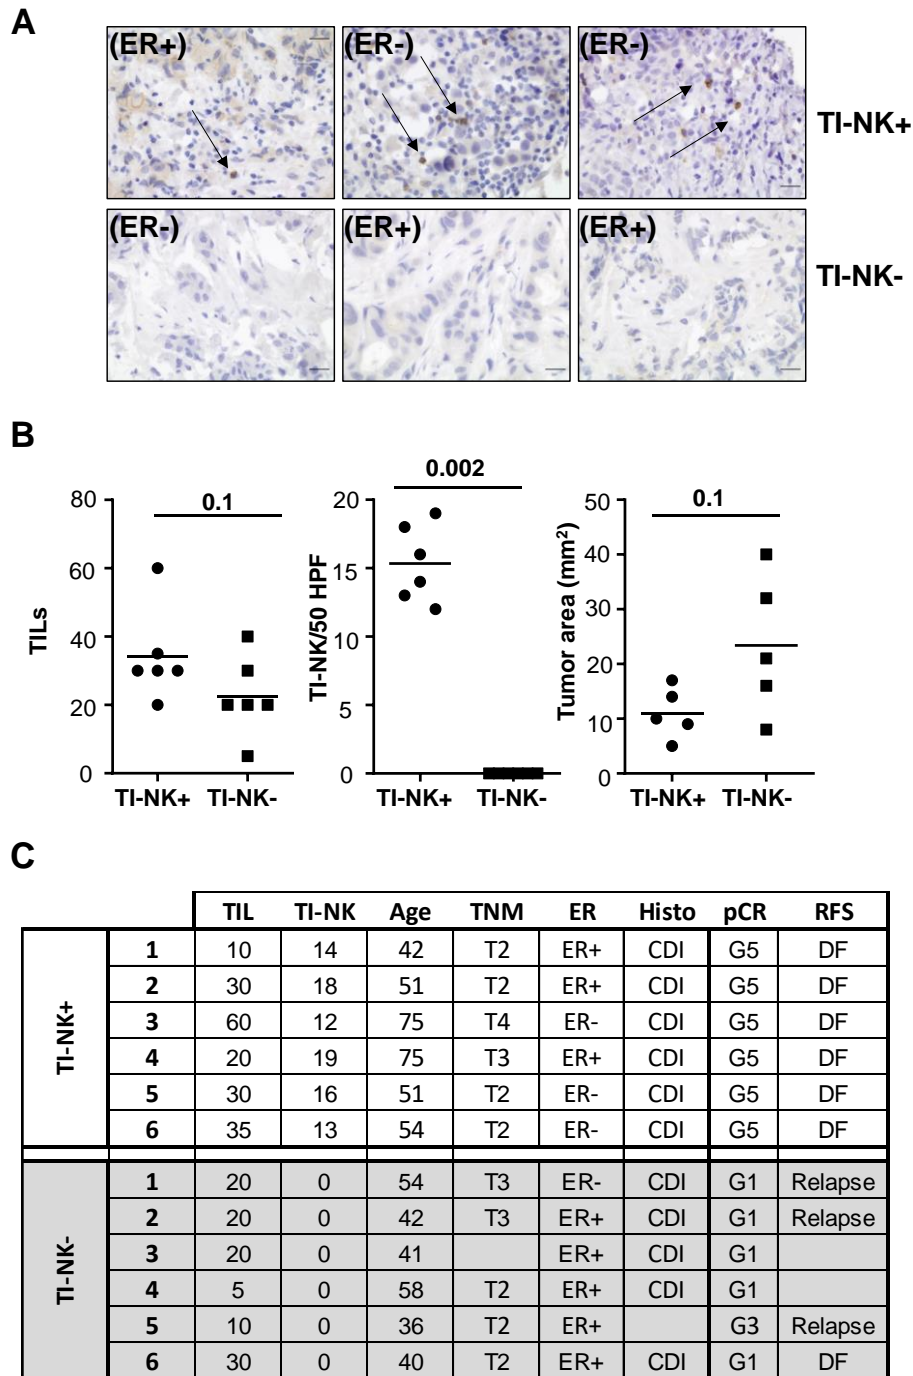 A
(ER+) (ER-) (ER-)
TI-NK+
(ER-) (ER+) (ER+)
TI-NK-
B
0.1
80
60
40
20
0
TILs
TI-NK+ TI-NK-
0.002
20
15
10
5
0
TI-NK/50 HPF
TI-NK+ TI-NK-
0.1
50
40
30
20
10
0
Tumor area (mm²)
TI-NK+ TI-NK-
C
TIL TI-NK Age TNM ER Histo pCR RFS
TI-NK+
1 10 14 42 T2 ER+ CDI G5 DF
2 30 18 51 T2 ER+ CDI G5 DF
3 60 12 75 T4 ER- CDI G5 DF
4 20 19 75 T3 ER+ CDI G5 DF
5 30 16 51 T2 ER- CDI G5 DF
6 35 13 54 T2 ER- CDI G5 DF
TI-NK-
1 20 0 54 T3 ER- CDI G1 Relapse
2 20 0 42 T3 ER+ CDI G1 Relapse
3 20 0 41 ER+ CDI G1
4 5 0 58 T2 ER+ CDI G1
5 10 0 36 T2 ER+ G3 Relapse
6 30 0 40 T2 ER+ CDI G1 DF